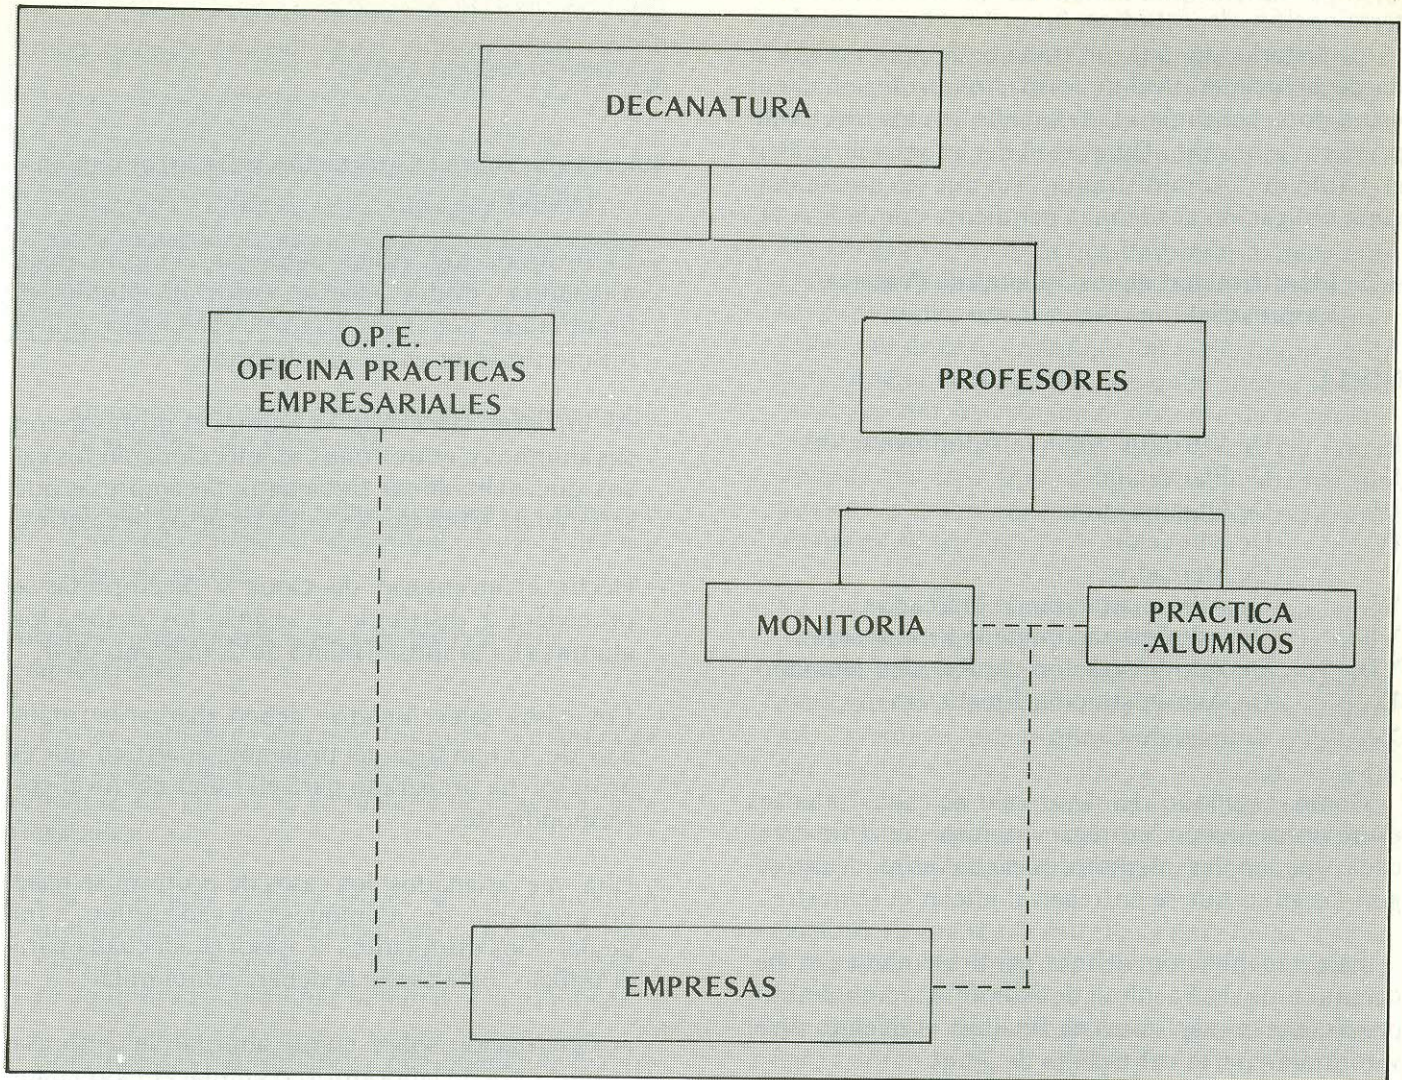 DECANATURA
O.P.E.
OFICINA PRACTICAS
EMPRESARIALES
PROFESORES
MONITORIA
PRACTICA
-ALUMNOS
EMPRESAS